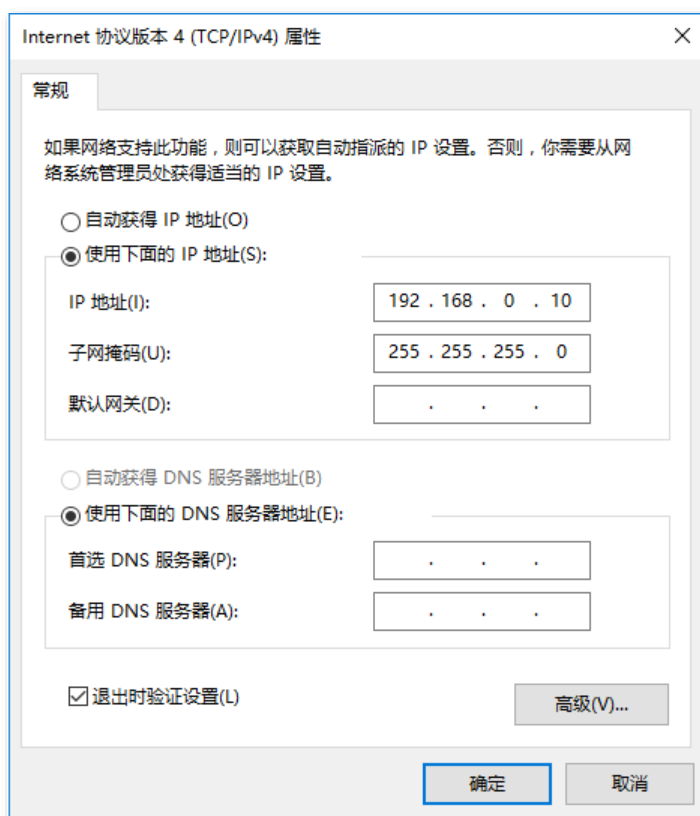 Internet 协议版本 4 (TCP/IPv4) 属性
常规
如果网络支持此功能，则可以获取自动指派的 IP 设置。否则，你需要从网
络系统管理员处获得适当的 IP 设置。
自动获得 IP 地址(O)
使用下面的 IP 地址(S):
IP 地址(I): 192 . 168 . 0 . 10
子网掩码(U): 255 . 255 . 255 . 0
默认网关(D): . . .
自动获得 DNS 服务器地址(B)
使用下面的 DNS 服务器地址(E):
首选 DNS 服务器(P): . . .
备用 DNS 服务器(A): . . .
退出时验证设置(L)
高级(V)...
确定 取消